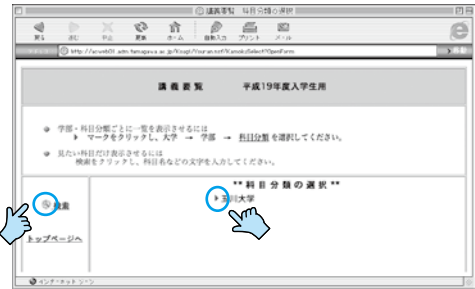 講義要覧 科目分類の選択
戻る 進む 中止 更新 ホーム 自動入力 プリント メール
講義要覧 平成19年度入学生用
学部・科目分類ごとに一覧を表示させるには
マークをクリックし、大学 → 学部 → 科目分類 を選択してください。
見たい科目だけ表示させるには
検索をクリックし、科目名などの文字を入力してください。
**科目分類の選択**
玉川大学
検索
トップページへ
インターネットゾーン